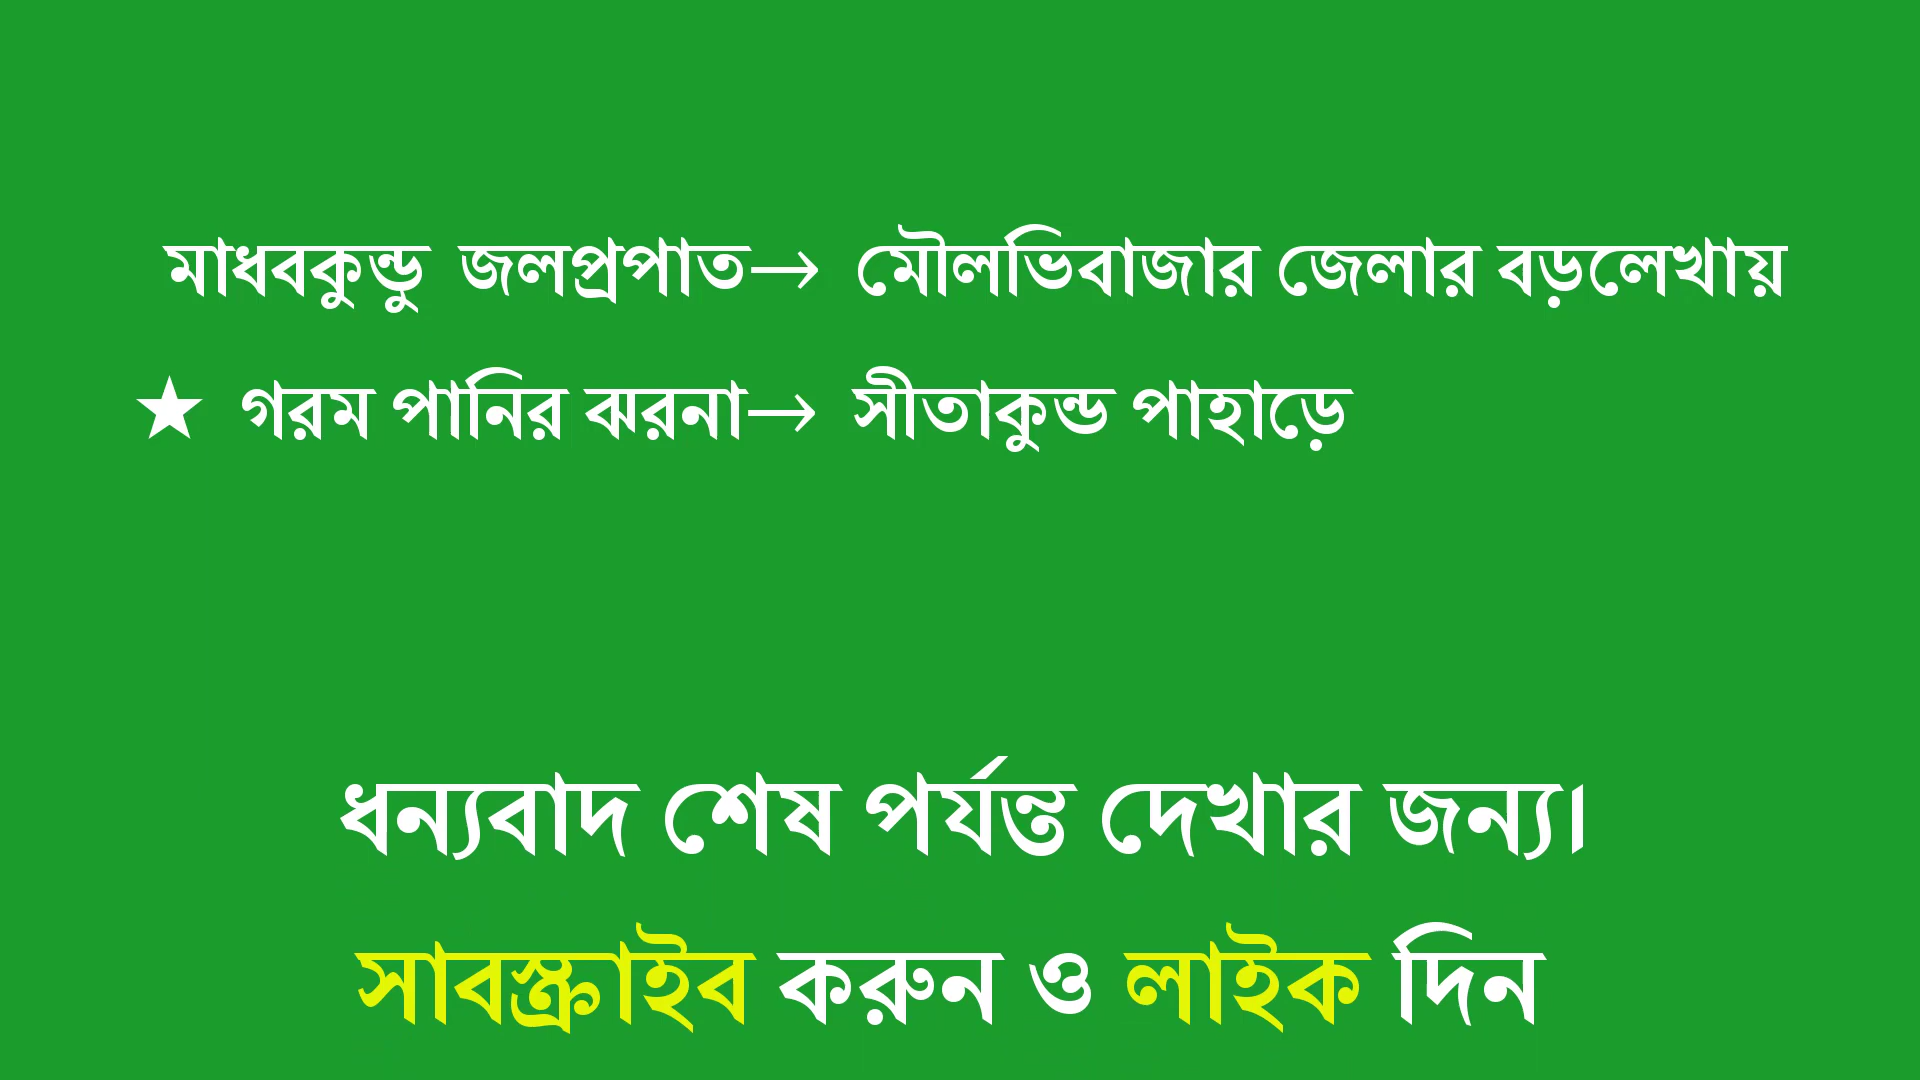 মাধবকুন্ডু জলপ্রপাত→ মৌলভিবাজার জেলার বড়লেখায়
★ গরম পানির ঝরনা→ সীতাকুন্ড পাহাড়ে
ধন্যবাদ শেষ পর্যন্ত দেখার জন্য।
সাবস্ক্রাইব করুন ও লাইক দিন